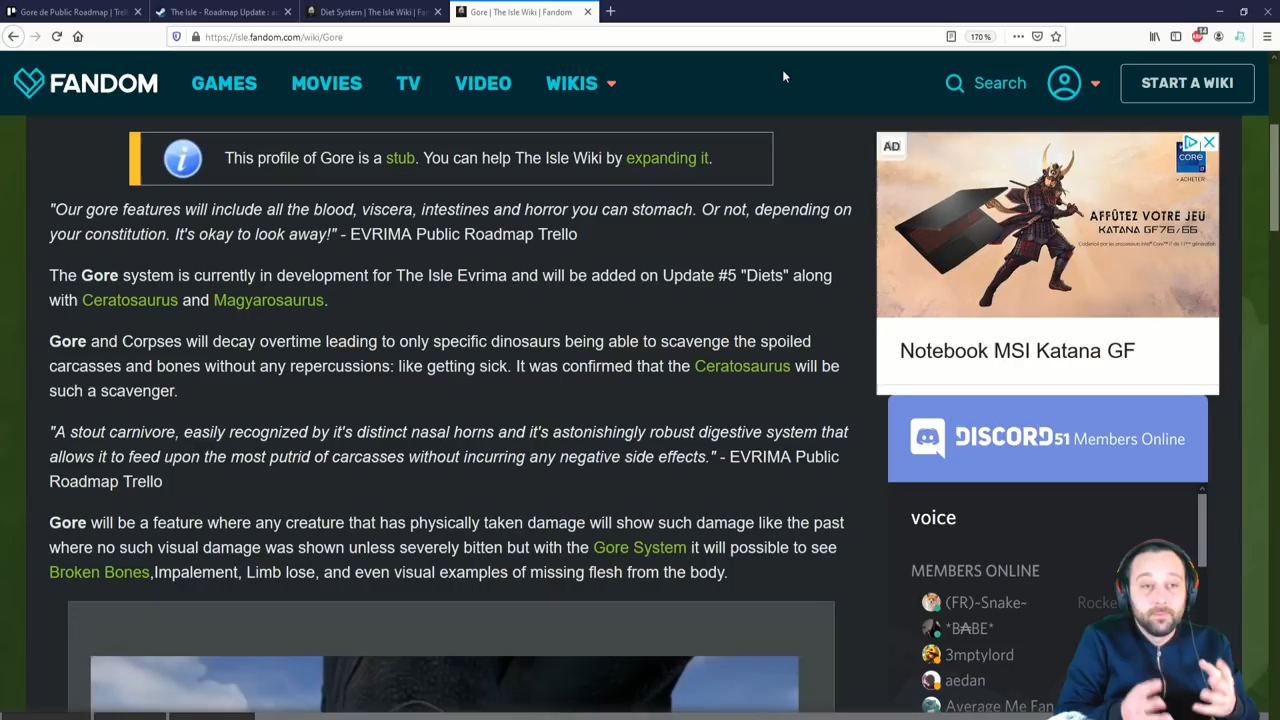 Gore de Public Roadmap | Trel
The Isle - Roadmap Update :
Diet System | The Isle Wiki | Fa
Gore | The Isle Wiki | Fandom
https://isle.fandom.com/wiki/Gore
170 %
FANDOM
GAMES
MOVIES
TV
VIDEO
WIKIS
Search
START A WIKI
This profile of Gore is a stub. You can help The Isle Wiki by expanding it.
"Our gore features will include all the blood, viscera, intestines and horror you can stomach. Or not, depending on
your constitution. It's okay to look away!" - EVRIMA Public Roadmap Trello
The Gore system is currently in development for The Isle Evrima and will be added on Update #5 "Diets" along
with Ceratosaurus and Magyarosaurus.
Gore and Corpses will decay overtime leading to only specific dinosaurs being able to scavenge the spoiled
carcasses and bones without any repercussions: like getting sick. It was confirmed that the Ceratosaurus will be
such a scavenger.
"A stout carnivore, easily recognized by it's distinct nasal horns and it's astonishingly robust digestive system that
allows it to feed upon the most putrid of carcasses without incurring any negative side effects." - EVRIMA Public
Roadmap Trello
Gore will be a feature where any creature that has physically taken damage will show such damage like the past
where no such visual damage was shown unless severely bitten but with the Gore System it will possible to see
Broken Bones,Impalement, Limb lose, and even visual examples of missing flesh from the body.
AD
CORE
ACHETER
AFFÛTEZ VOTRE JEU
KATANA GF76/66
Notebook MSI Katana GF
DISCORD 51 Members Online
voice
MEMBERS ONLINE
(FR)~Snake~
Rocke
*B₳BE*
3mptylord
aedan
Average Me Fan